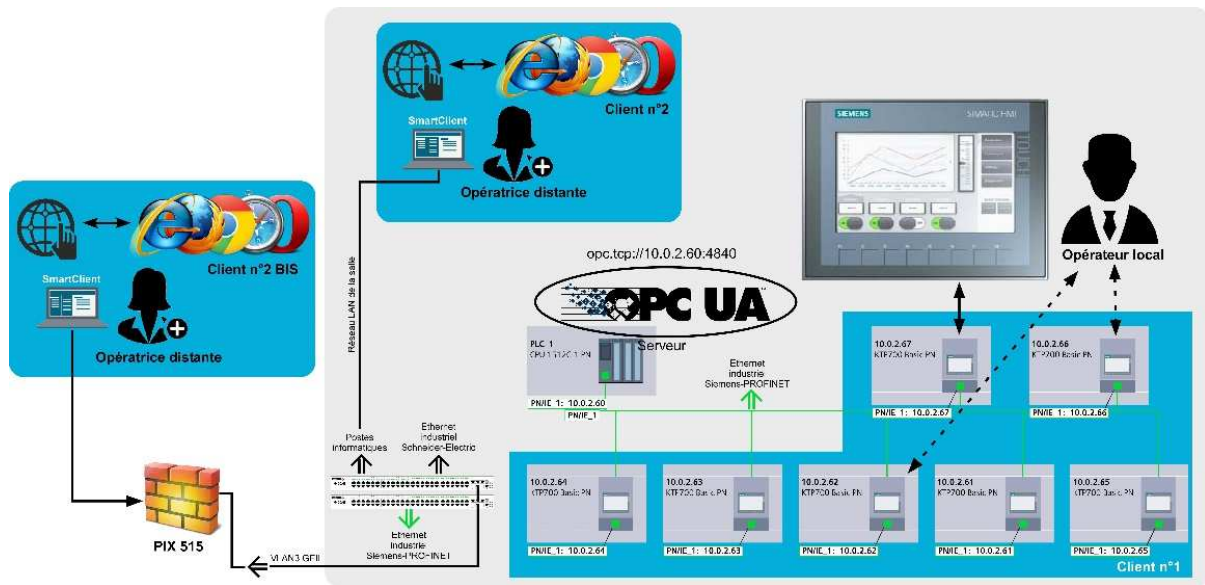 SmartClient
Client n°2
Opératrice distante
SmartClient
Client n°2 BIS
Opératrice distante
Réseau LAN de la salle
Postes
informatiques
Ethernet
industriel
Schneider-Electric
Ethernet
industrie
Siemens-PROFINET
PIX 515
VLAN3 GEII
opc.tcp://10.0.2.60:4840
OPC UA
Serveur
PLC_1
CPU 1512C-1 PN
PN/IE_1: 10.0.2.60
PN/IE_1
Ethernet
industrie
Siemens-PROFINET
SIEMENS
SIMATIC HMI
TOUCH
Opérateur local
10.0.2.67
KTP700 Basic PN
PN/IE_1: 10.0.2.67
10.0.2.66
KTP700 Basic PN
PN/IE_1: 10.0.2.66
10.0.2.64
KTP700 Basic PN
PN/IE_1: 10.0.2.64
10.0.2.63
KTP700 Basic PN
PN/IE_1: 10.0.2.63
10.0.2.62
KTP700 Basic PN
PN/IE_1: 10.0.2.62
10.0.2.61
KTP700 Basic PN
PN/IE_1: 10.0.2.61
10.0.2.65
KTP700 Basic PN
PN/IE_1: 10.0.2.65
Client n°1